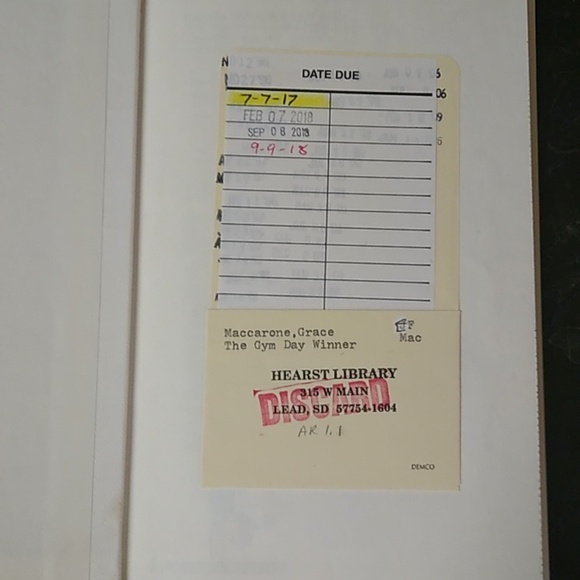 DATE DUE
7-7-17
FEB 07 2018
SEP 08 2018
9-9-18
06
Maccarone,Grace
The Gym Day Winner
F
Mac
HEARST LIBRARY
315 W MAIN
DISCARD
LEAD, SD 57754-1604
AR 1.1
DEMCO